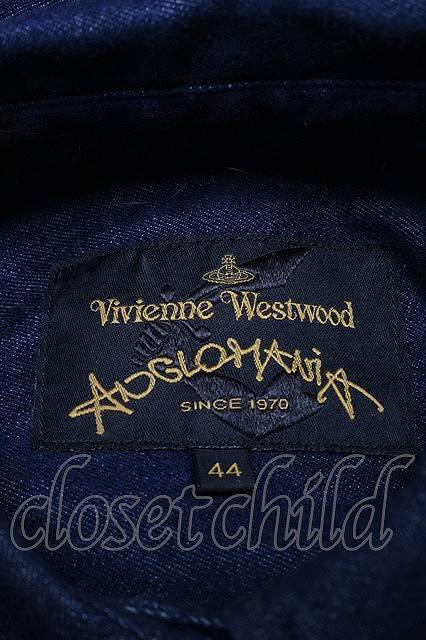 Vivienne Westwood
ANGLOMANIA
SINCE 1970
44
closet child